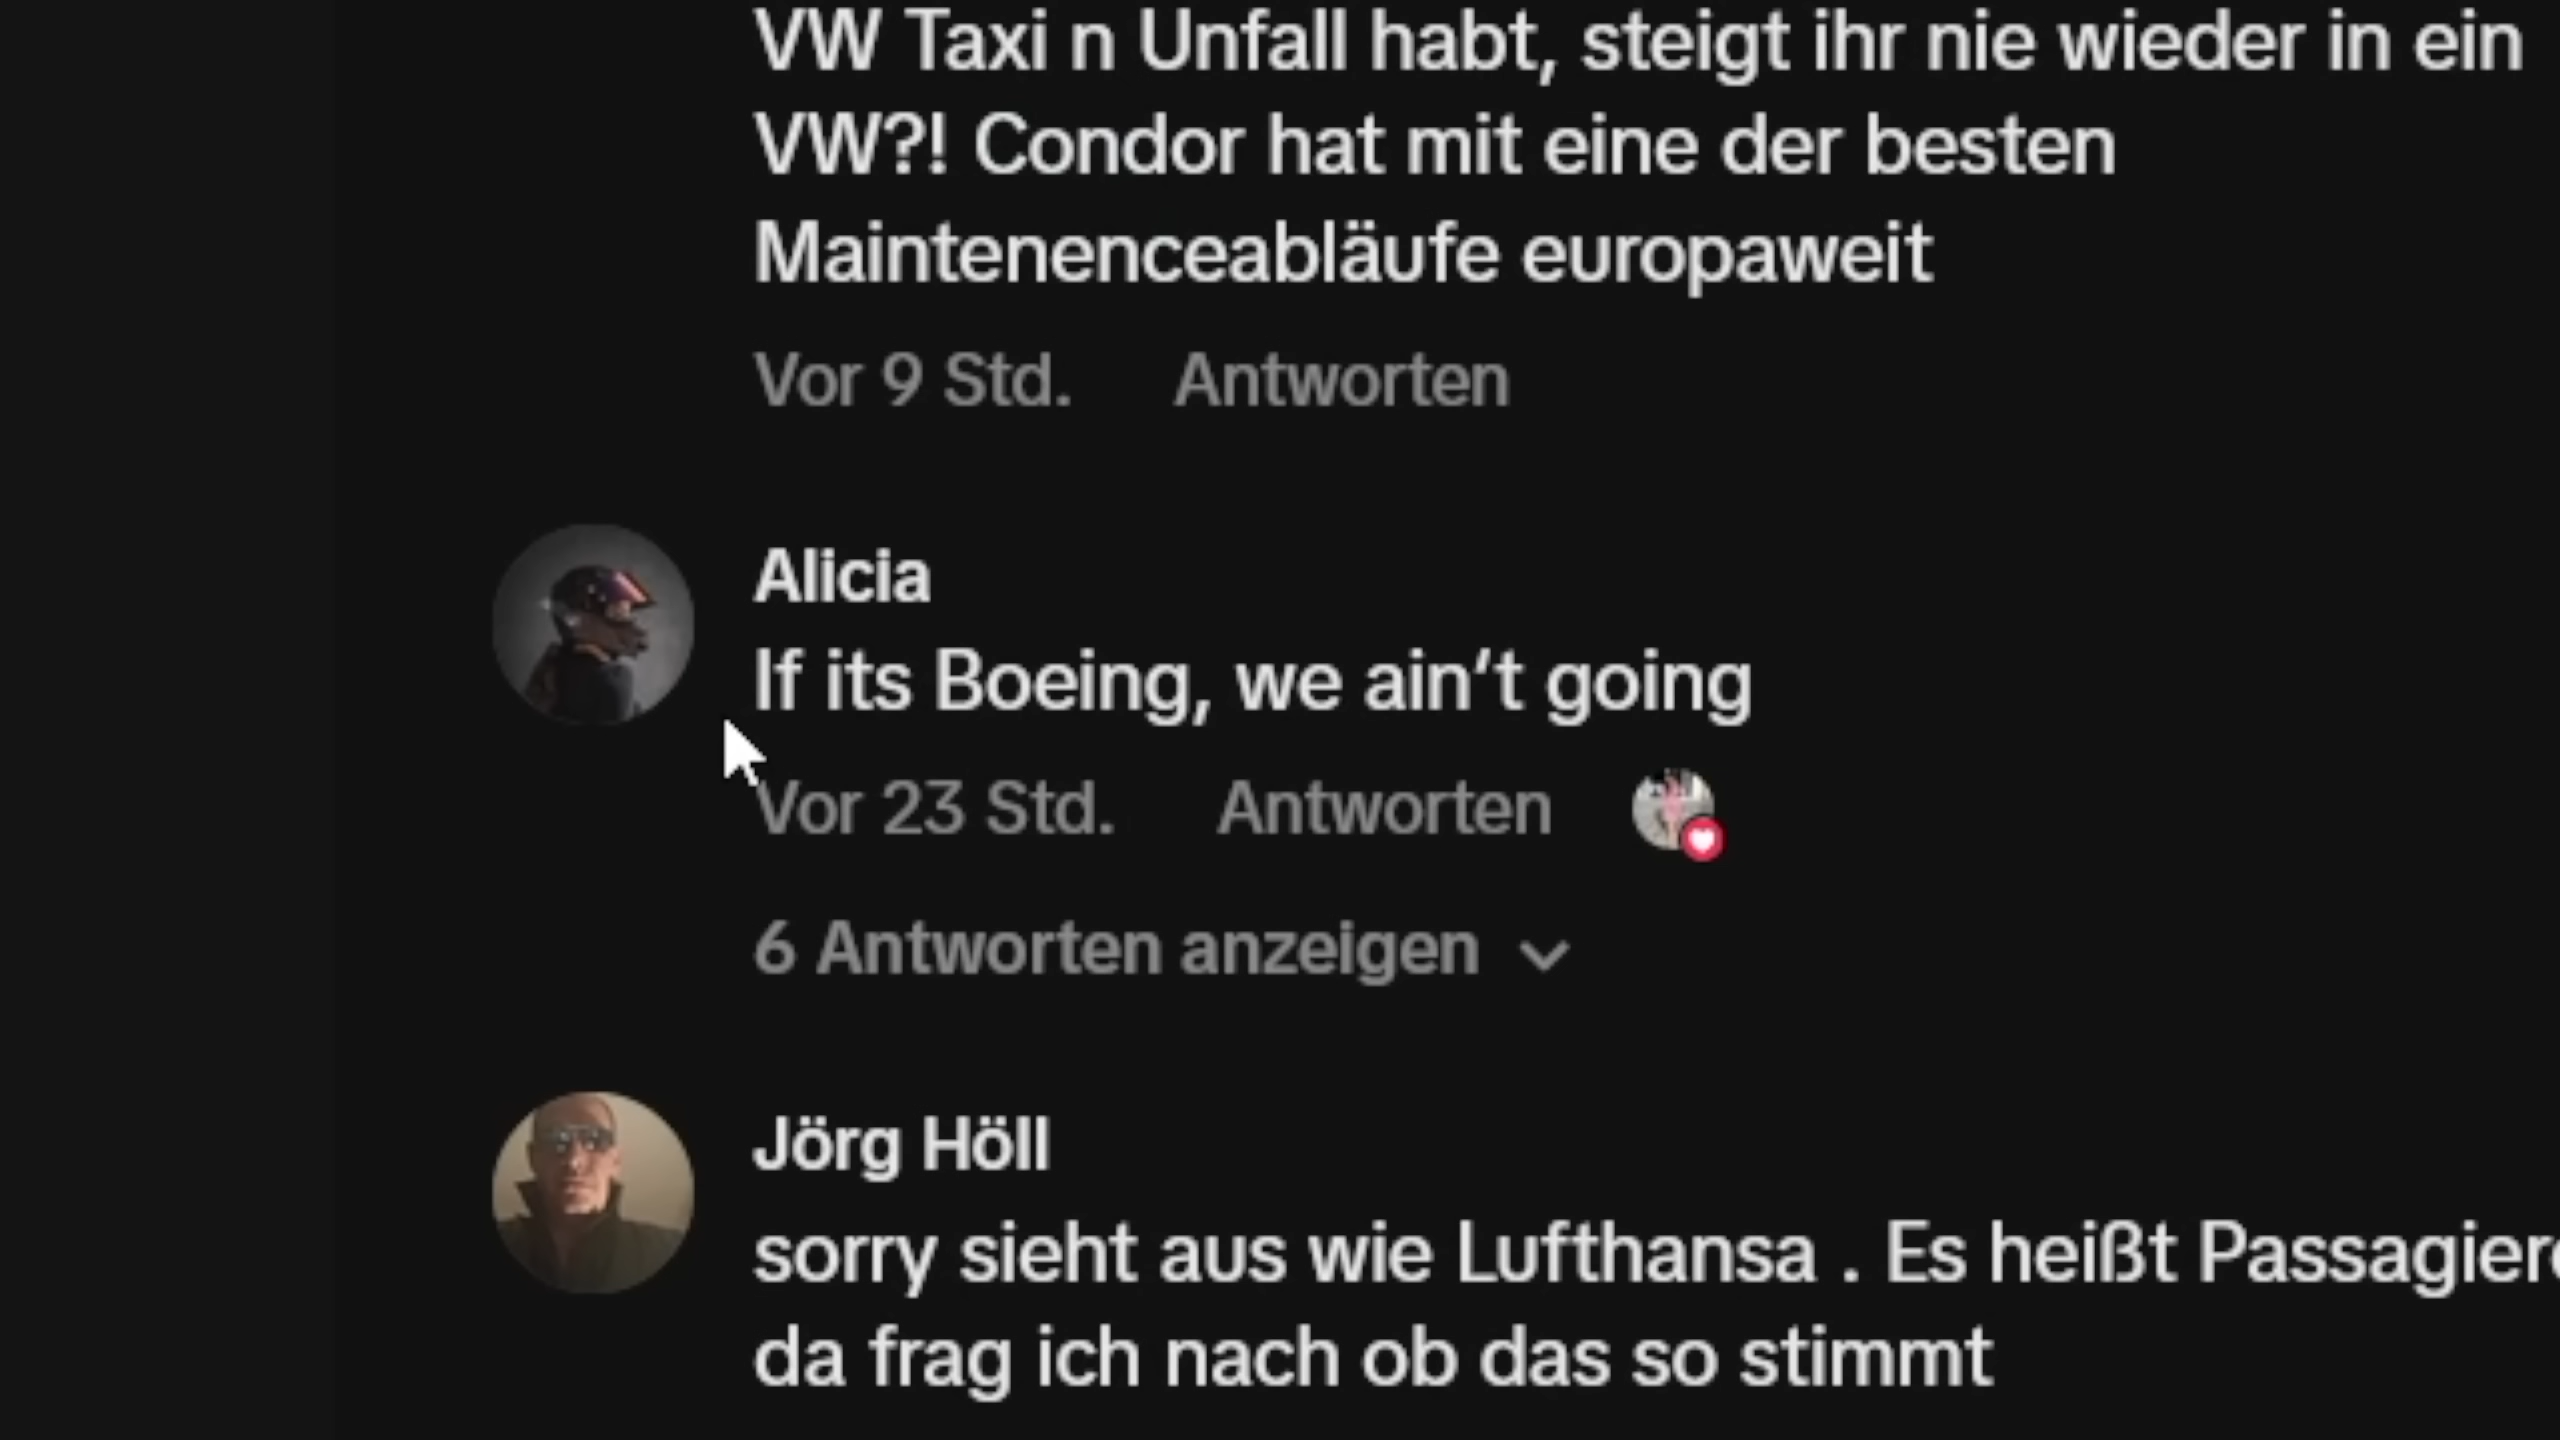 VW Taxi n Unfall habt, steigt ihr nie wieder in ein
VW?! Condor hat mit eine der besten
Maintenenceabläufe europaweit
Vor 9 Std. Antworten
Alicia
If its Boeing, we ain‘t going
Vor 23 Std. Antworten
6 Antworten anzeigen
Jörg Höll
sorry sieht aus wie Lufthansa . Es heißt
da frag ich nach ob das so stimmt